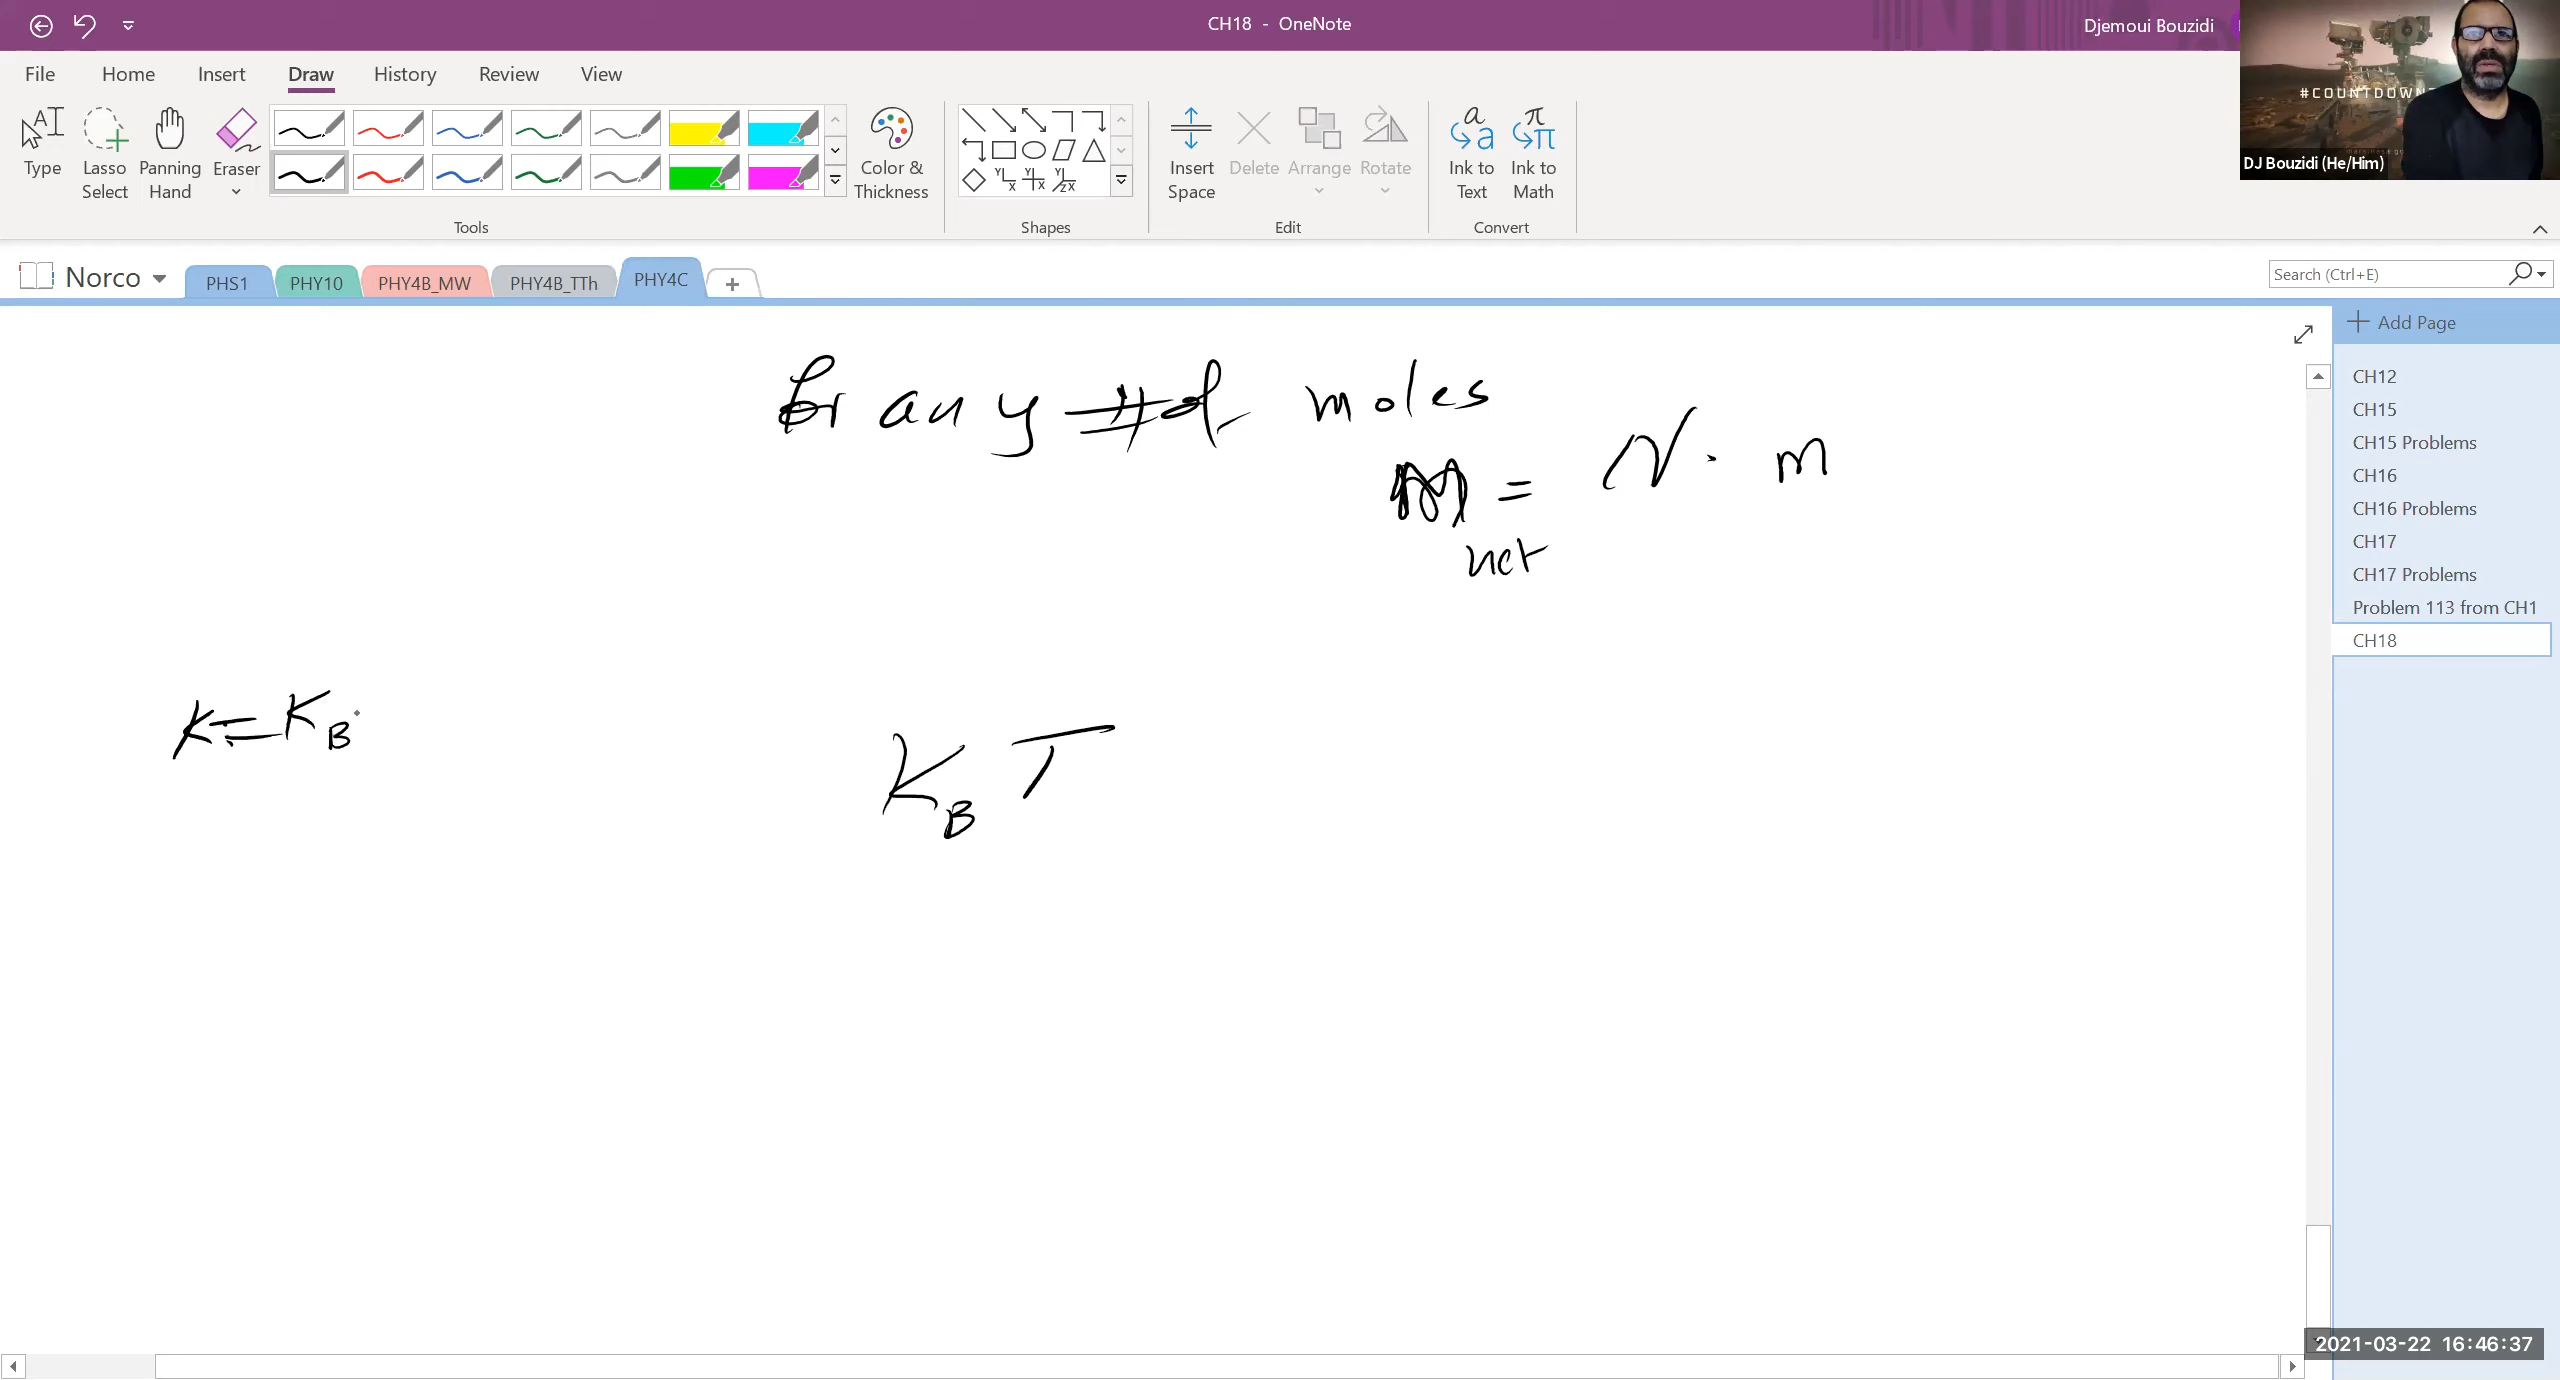 CH18 - OneNote
Djemoui Bouzidi
File Home Insert Draw History Review View
#COUNTDOWN
DJ Bouzidi (He/Him)
Type
Lasso Select
Panning Hand
Eraser
Color & Thickness
Insert Space
Delete
Arrange
Rotate
Ink to Text
Ink to Math
Tools
Shapes
Edit
Convert
Norco
PHS1
PHY10
PHY4B_MW
PHY4B_TTh
PHY4C
Search (Ctrl+E)
Add Page
CH12
CH15
CH15 Problems
CH16
CH16 Problems
CH17
CH17 Problems
Problem 113 from CH1
CH18
for any # of moles
M = N · m
net
K = K_B
K_B T
2021-03-22 16:46:37